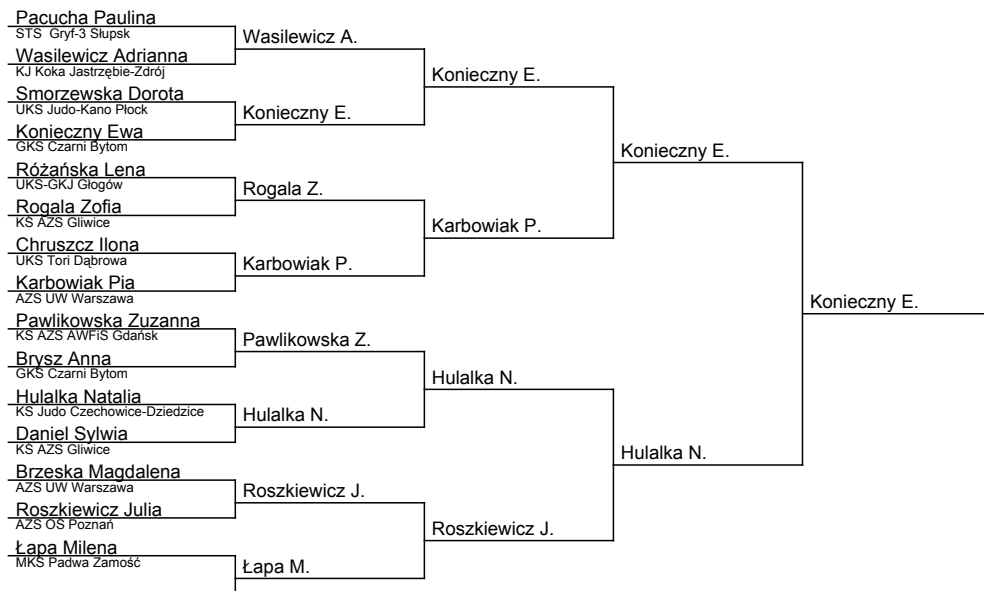 Pacucha Paulina
STS Gryf-3 Słupsk
Wasilewicz A.
Wasilewicz Adrianna
KJ Koka Jastrzębie-Zdrój
Konieczny E.
Smorzewska Dorota
UKS Judo-Kano Płock
Konieczny E.
Konieczny Ewa
GKS Czarni Bytom
Konieczny E.
Różańska Lena
UKS-GKJ Głogów
Rogala Z.
Rogala Zofia
KS AZS Gliwice
Karbowiak P.
Chruszcz Ilona
UKS Tori Dąbrowa
Karbowiak P.
Karbowiak Pia
AZS UW Warszawa
Konieczny E.
Pawlikowska Zuzanna
KS AZS AWFiS Gdańsk
Pawlikowska Z.
Brysz Anna
GKS Czarni Bytom
Hulalka N.
Hulalka Natalia
KS Judo Czechowice-Dziedzice
Hulalka N.
Daniel Sylwia
KS AZS Gliwice
Hulalka N.
Brzeska Magdalena
AZS UW Warszawa
Roszkiewicz J.
Roszkiewicz Julia
AZS OŚ Poznań
Roszkiewicz J.
Łapa Milena
MKS Padwa Zamość
Łapa M.